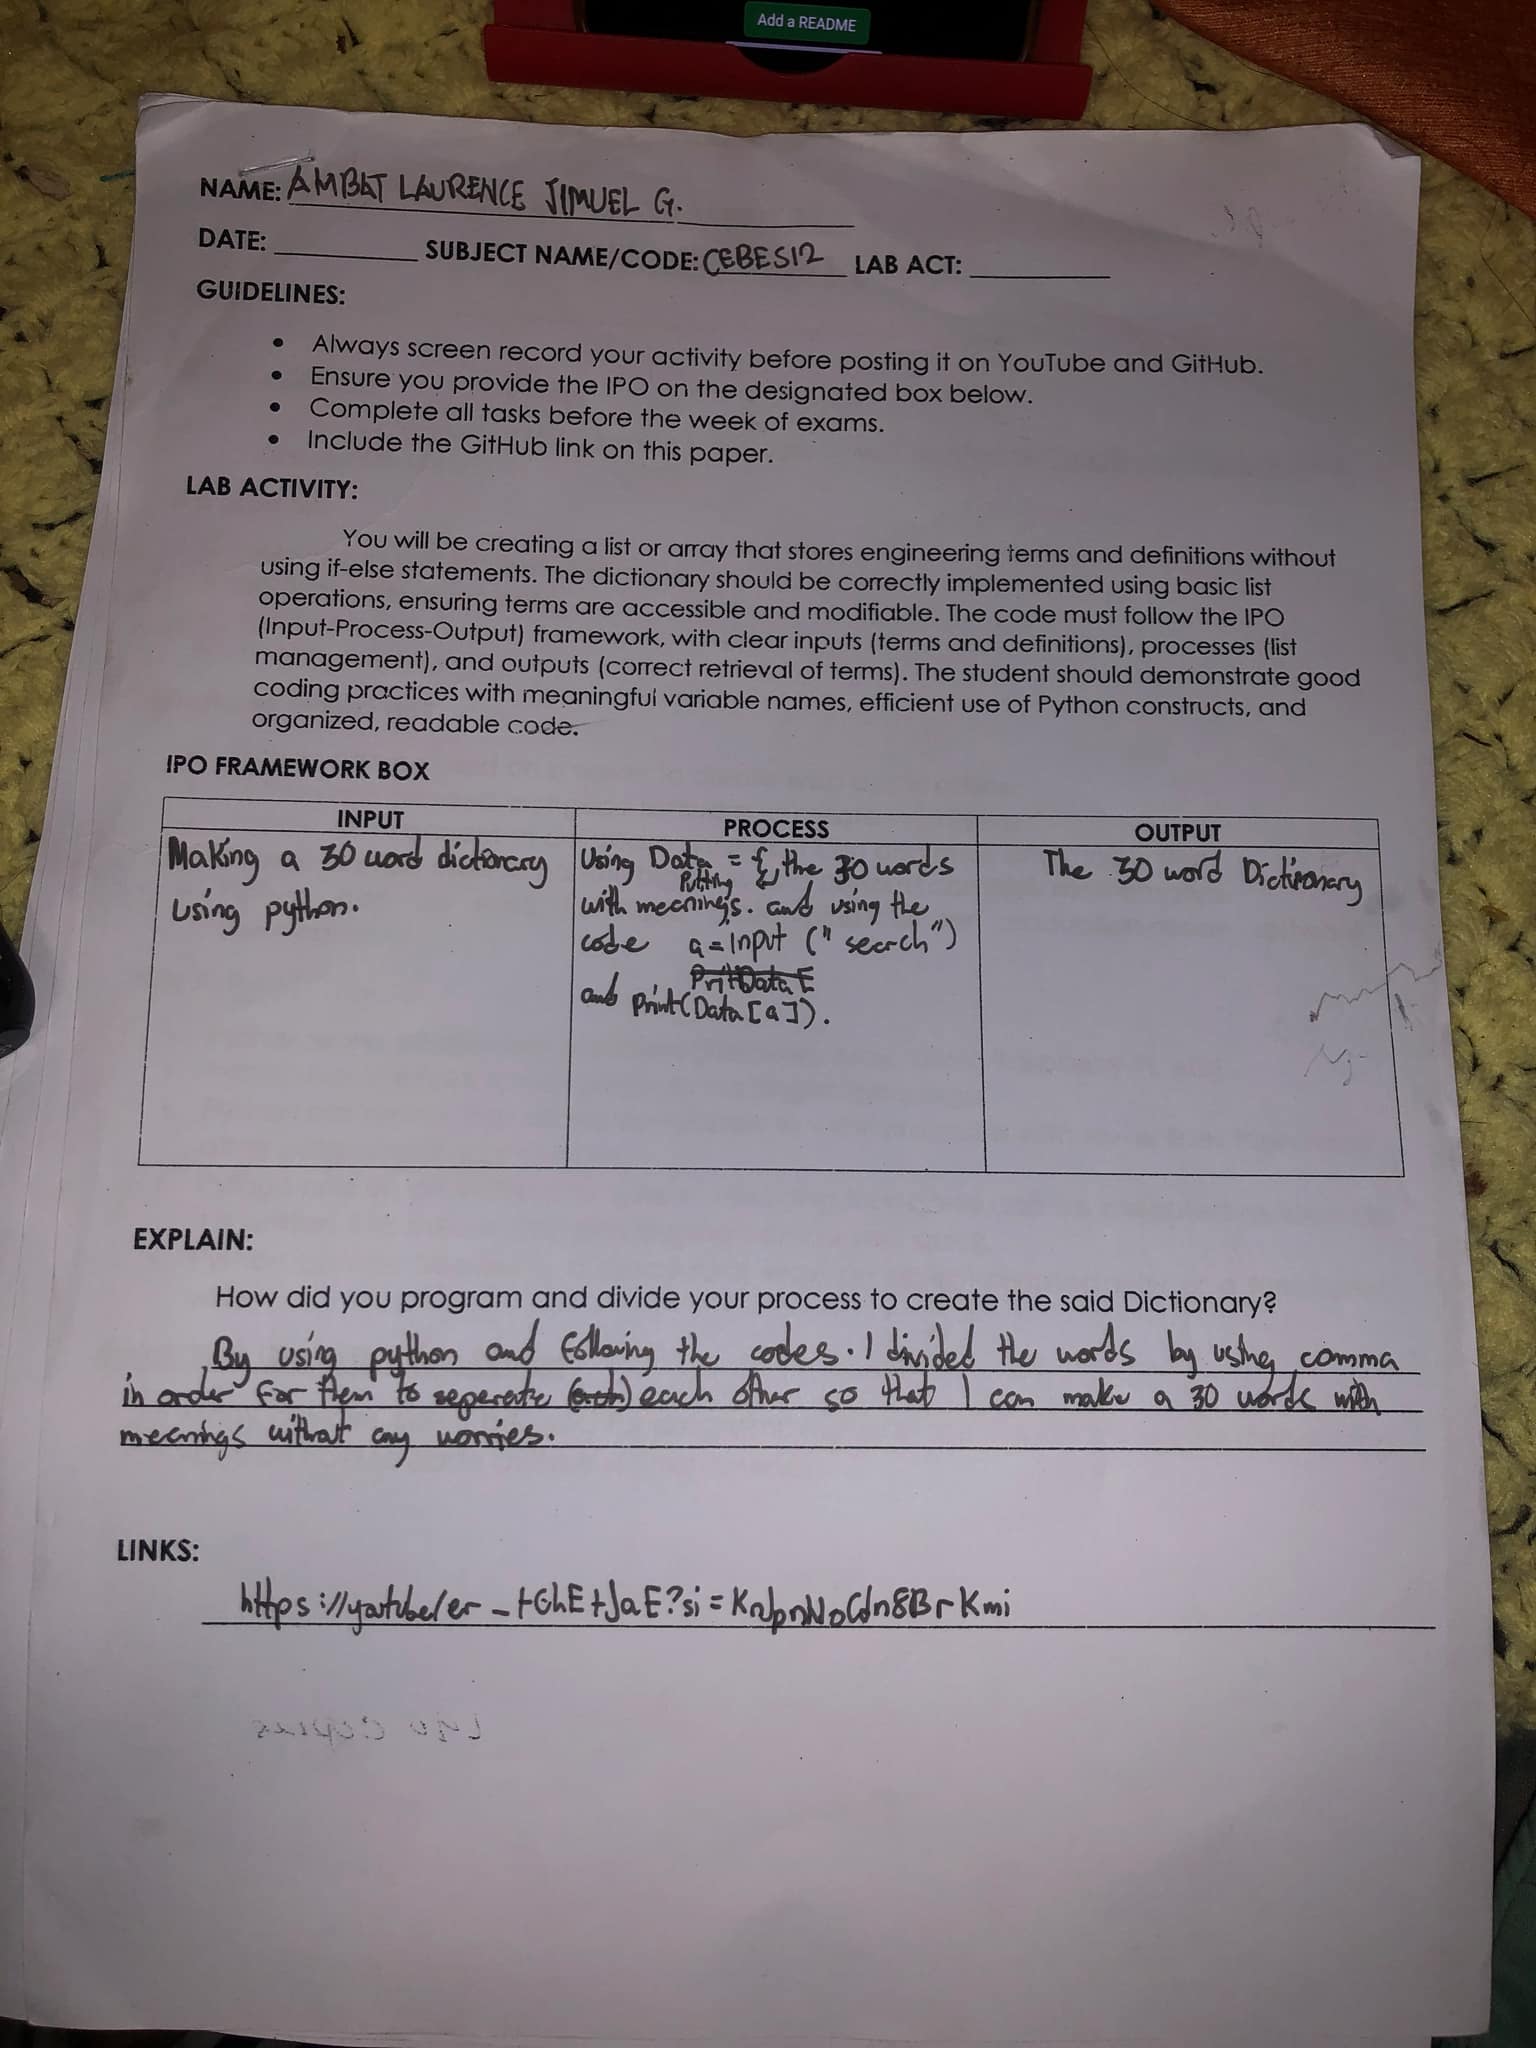 Add a README
NAME: AMBAT LAURENCE JIMUEL G.
DATE: SUBJECT NAME/CODE: CEBES12 LAB ACT:
GUIDELINES:
• Always screen record your activity before posting it on YouTube and GitHub.
• Ensure you provide the IPO on the designated box below.
• Complete all tasks before the week of exams.
• Include the GitHub link on this paper.
LAB ACTIVITY:
You will be creating a list or array that stores engineering terms and definitions without
using if-else statements. The dictionary should be correctly implemented using basic list
operations, ensuring terms are accessible and modifiable. The code must follow the IPO
(Input-Process-Output) framework, with clear inputs (terms and definitions), processes (list
management), and outputs (correct retrieval of terms). The student should demonstrate good
coding practices with meaningful variable names, efficient use of Python constructs, and
organized, readable code.
IPO FRAMEWORK BOX
INPUT
Making a 30 word dictioncary
using python.
PROCESS
Using Data = {, the 30 words
Putting
with meanings. and using the
code a = Input (" search")
and print(Data[a]).
OUTPUT
The 30 word Dictionary
EXPLAIN:
How did you program and divide your process to create the said Dictionary?
By using python and following the codes. I divided the words by using comma
in order for them to seperate each other so that I can make a 30 words with
meanings without any worries.
LINKS: